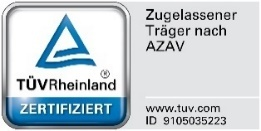 Zugelassener
Träger nach
AZAV
®
TÜVRheinland
ZERTIFIZIERT
www.tuv.com
ID 9105035223